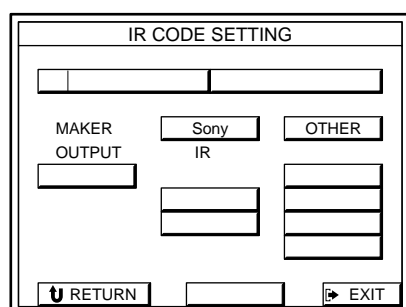 IR CODE SETTING
MAKER Sony OTHER
OUTPUT IR
RETURN EXIT